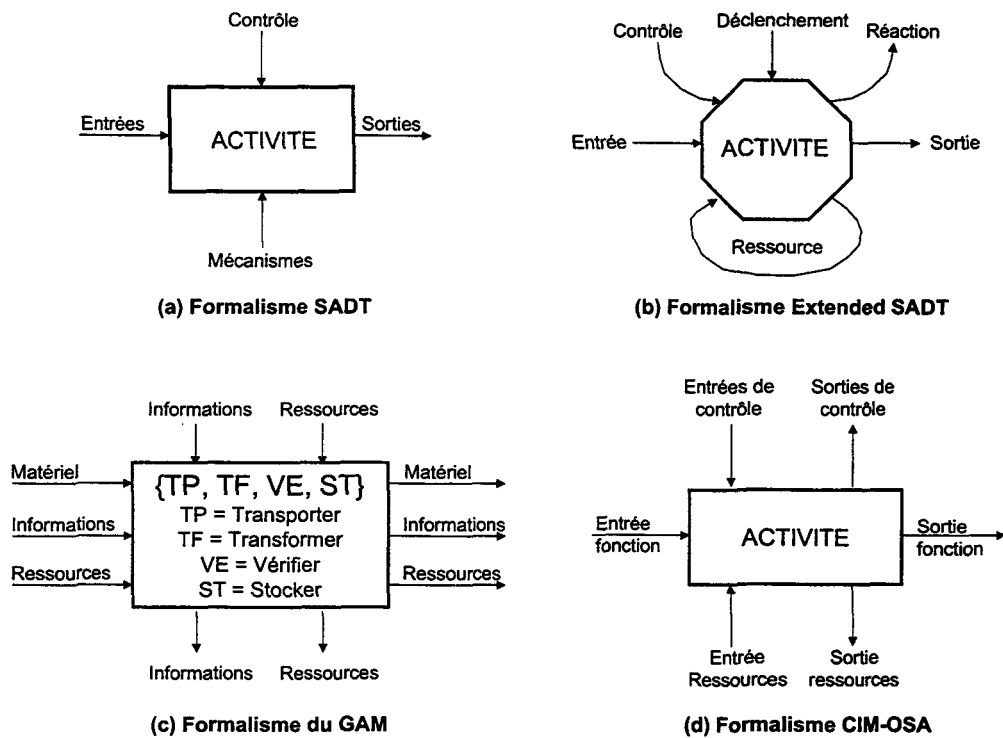 Contrôle
Entrées
ACTIVITE
Sorties
Mécanismes
(a) Formalisme SADT
Déclenchement
Contrôle
Réaction
Entrée
ACTIVITE
Sortie
Ressource
(b) Formalisme Extended SADT
Informations
Ressources
Matériel
Informations
Ressources
{TP, TF, VE, ST}
TP = Transporter
TF = Transformer
VE = Vérifier
ST = Stocker
Matériel
Informations
Ressources
Informations
Ressources
(c) Formalisme du GAM
Entrées de
contrôle
Sorties de
contrôle
Entrée
fonction
ACTIVITE
Sortie
fonction
Entrée
Ressources
Sortie
ressources
(d) Formalisme CIM-OSA